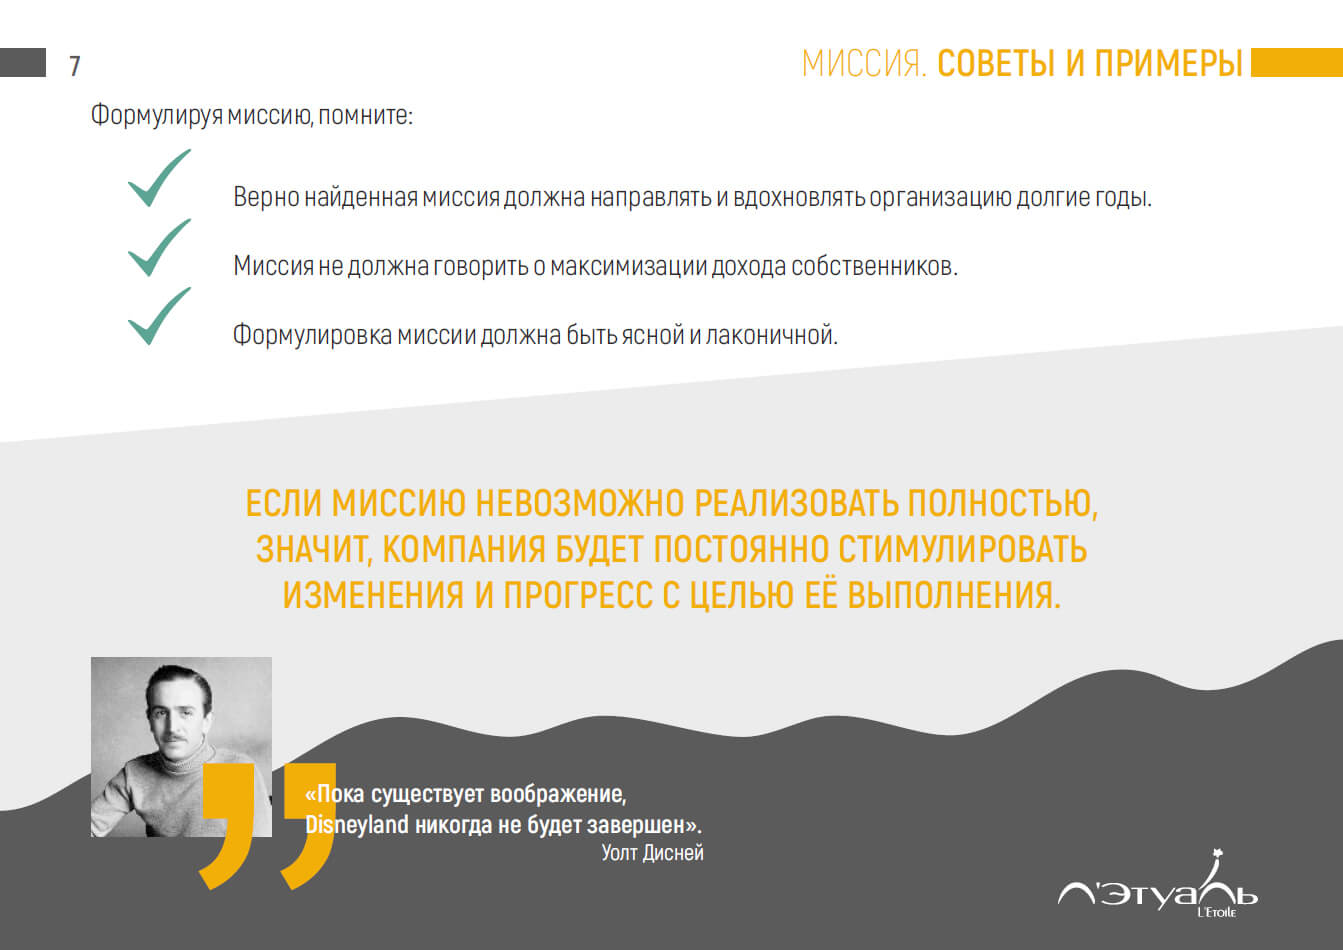 7
МИССИЯ. СОВЕТЫ И ПРИМЕРЫ
Формулируя миссию, помните:
Верно найденная миссия должна направлять и вдохновлять организацию долгие годы.
Миссия не должна говорить о максимизации дохода собственников.
Формулировка миссии должна быть ясной и лаконичной.
ЕСЛИ МИССИЮ НЕВОЗМОЖНО РЕАЛИЗОВАТЬ ПОЛНОСТЬЮ,
ЗНАЧИТ, КОМПАНИЯ БУДЕТ ПОСТОЯННО СТИМУЛИРОВАТЬ
ИЗМЕНЕНИЯ И ПРОГРЕСС С ЦЕЛЬЮ ЕЁ ВЫПОЛНЕНИЯ.
«Пока существует воображение,
Disneyland никогда не будет завершен».
Уолт Дисней
Л'Этуаль
L'Etoile